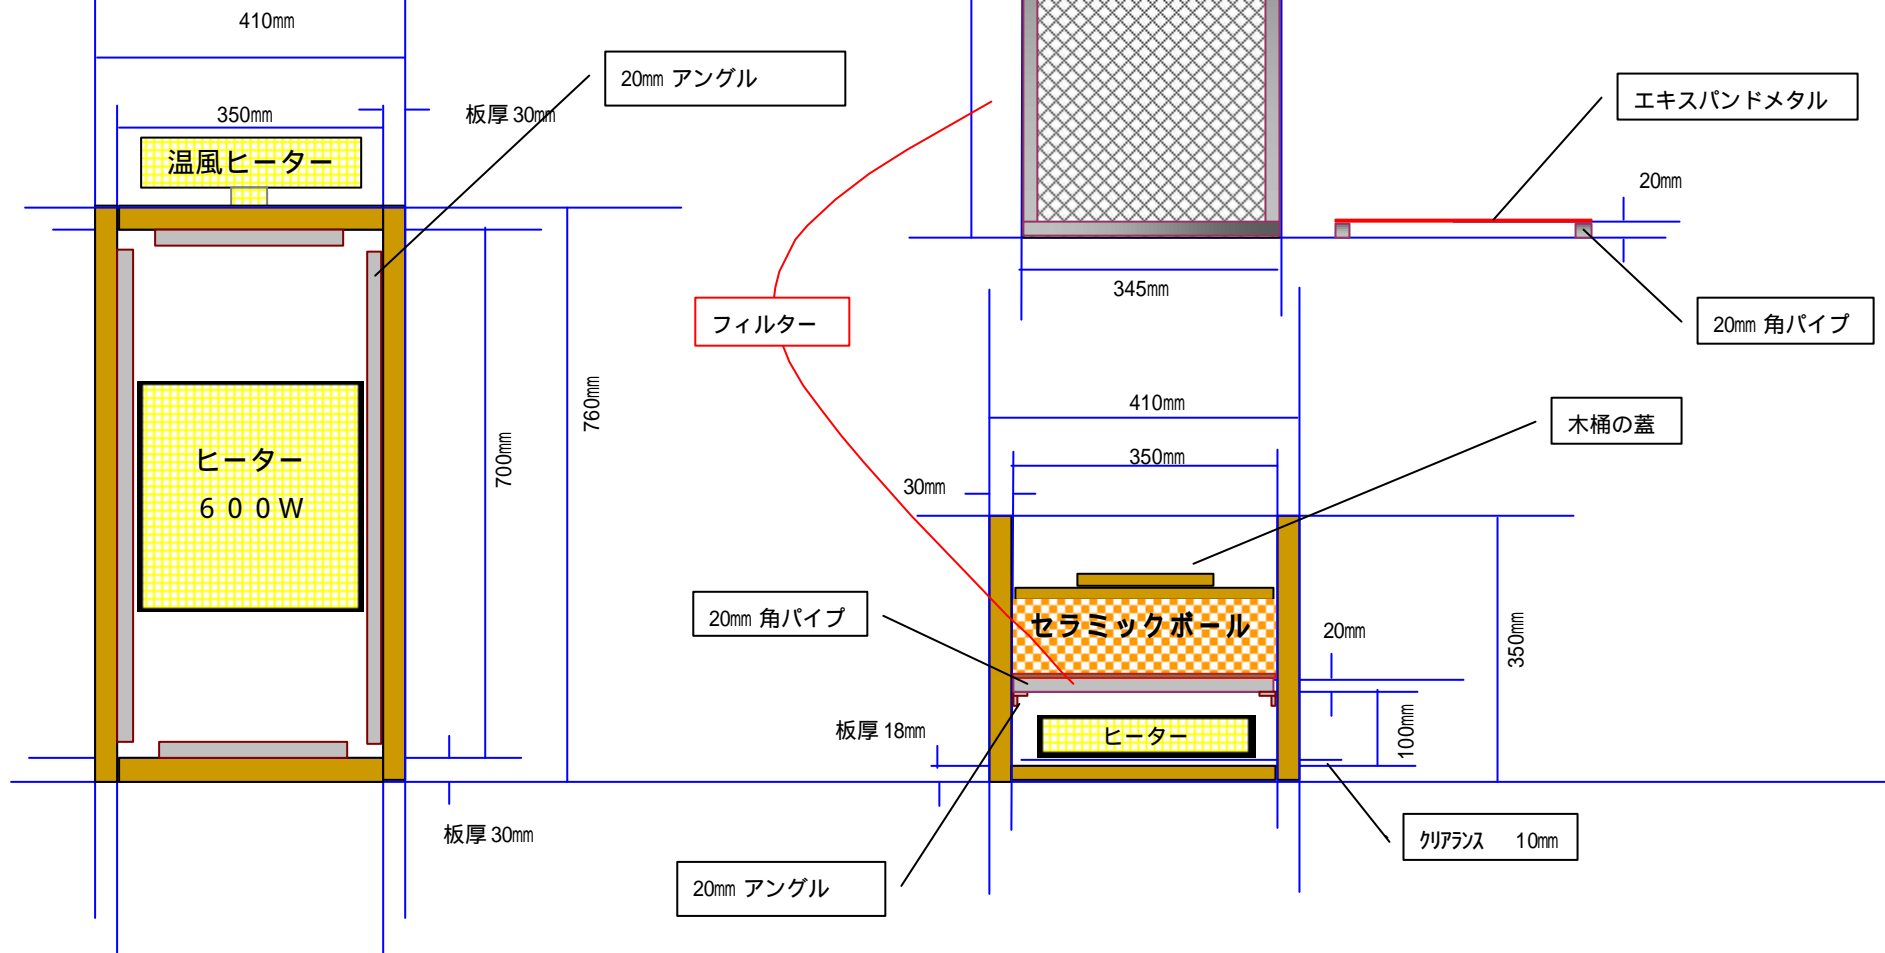 410㎜
20㎜ アングル
350㎜
板厚 30㎜
エキスパンドメタル
温風ヒーター
20㎜
345㎜
フィルター
20㎜ 角パイプ
760㎜
410㎜
木桶の蓋
700㎜
350㎜
ヒーター
600W
30㎜
20㎜ 角パイプ
セラミックボール
20㎜
350㎜
板厚 18㎜
ヒーター
100㎜
板厚 30㎜
ｸﾘｱﾗﾝｽ 10㎜
20㎜ アングル